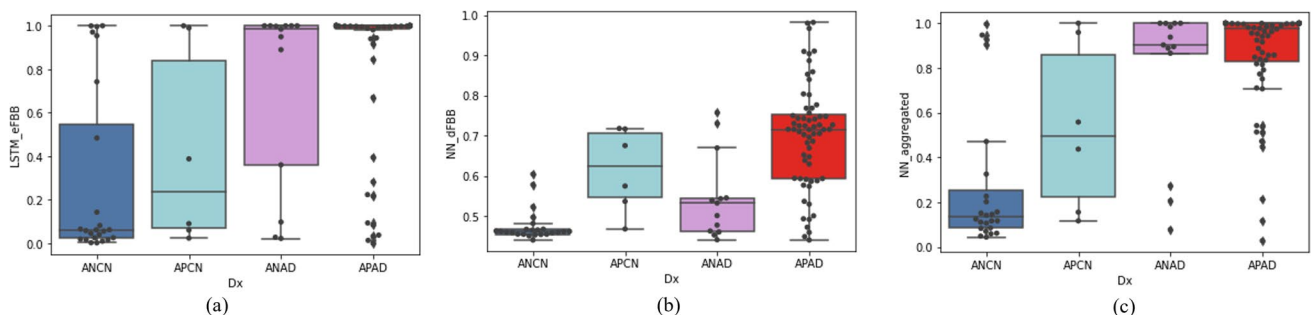 1.0
0.8
0.6
0.4
0.2
0.0
LSTM_eFBB
ANCN APCN ANAD APAD
Dx
(a)
1.0
0.9
0.8
0.7
0.6
0.5
NN_dFBB
ANCN APCN ANAD APAD
Dx
(b)
1.0
0.8
0.6
0.4
0.2
0.0
NN_aggregated
ANCN APCN ANAD APAD
Dx
(c)